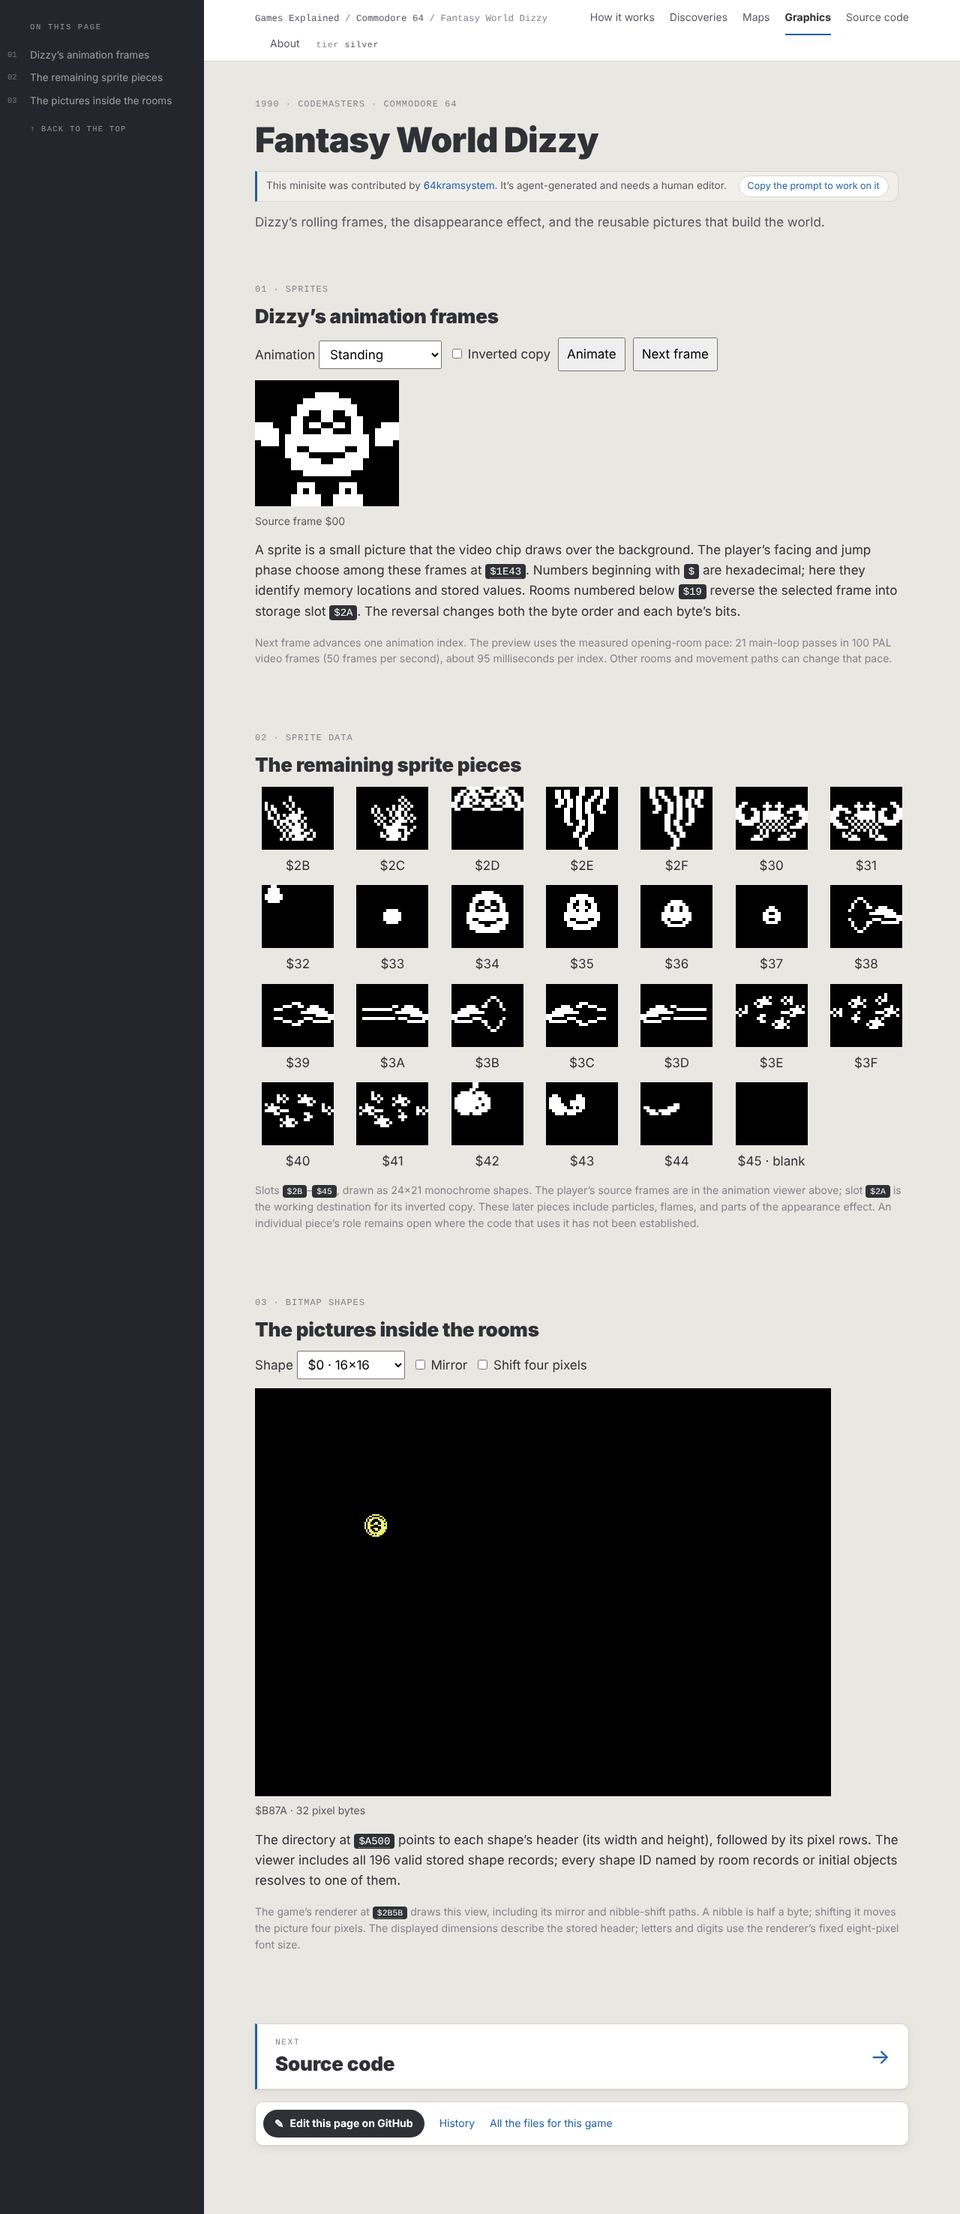 ON THIS PAGE
01 Dizzy’s animation frames
02 The remaining sprite pieces
03 The pictures inside the rooms
↑ BACK TO THE TOP
Games Explained / Commodore 64 / Fantasy World Dizzy
How it works Discoveries Maps Graphics Source code
About tier silver
1990 · CODEMASTERS · COMMODORE 64
Fantasy World Dizzy
This minisite was contributed by 64kramsystem. It’s agent-generated and needs a human editor. Copy the prompt to work on it
Dizzy’s rolling frames, the disappearance effect, and the reusable pictures that build the world.
01 · SPRITES
Dizzy’s animation frames
Animation Standing Inverted copy Animate Next frame
Source frame $00
A sprite is a small picture that the video chip draws over the background. The player’s facing and jump
phase choose among these frames at $1E43. Numbers beginning with $ are hexadecimal; here they
identify memory locations and stored values. Rooms numbered below $19 reverse the selected frame into
storage slot $2A. The reversal changes both the byte order and each byte’s bits.
Next frame advances one animation index. The preview uses the measured opening-room pace: 21 main-loop passes in 100 PAL
video frames (50 frames per second), about 95 milliseconds per index. Other rooms and movement paths can change that pace.
02 · SPRITE DATA
The remaining sprite pieces
$2B $2C $2D $2E $2F $30 $31
$32 $33 $34 $35 $36 $37 $38
$39 $3A $3B $3C $3D $3E $3F
$40 $41 $42 $43 $44 $45 · blank
Slots $2B–$45, drawn as 24×21 monochrome shapes. The player’s source frames are in the animation viewer above; slot $2A is
the working destination for its inverted copy. These later pieces include particles, flames, and parts of the appearance effect. An
individual piece’s role remains open where the code that uses it has not been established.
03 · BITMAP SHAPES
The pictures inside the rooms
Shape $0 · 16×16 Mirror Shift four pixels
$B87A · 32 pixel bytes
The directory at $A500 points to each shape’s header (its width and height), followed by its pixel rows. The
viewer includes all 196 valid stored shape records; every shape ID named by room records or initial objects
resolves to one of them.
The game’s renderer at $2B5B draws this view, including its mirror and nibble-shift paths. A nibble is half a byte; shifting it moves
the picture four pixels. The displayed dimensions describe the stored header; letters and digits use the renderer’s fixed eight-pixel
font size.
NEXT
Source code
→
✎ Edit this page on GitHub History All the files for this game